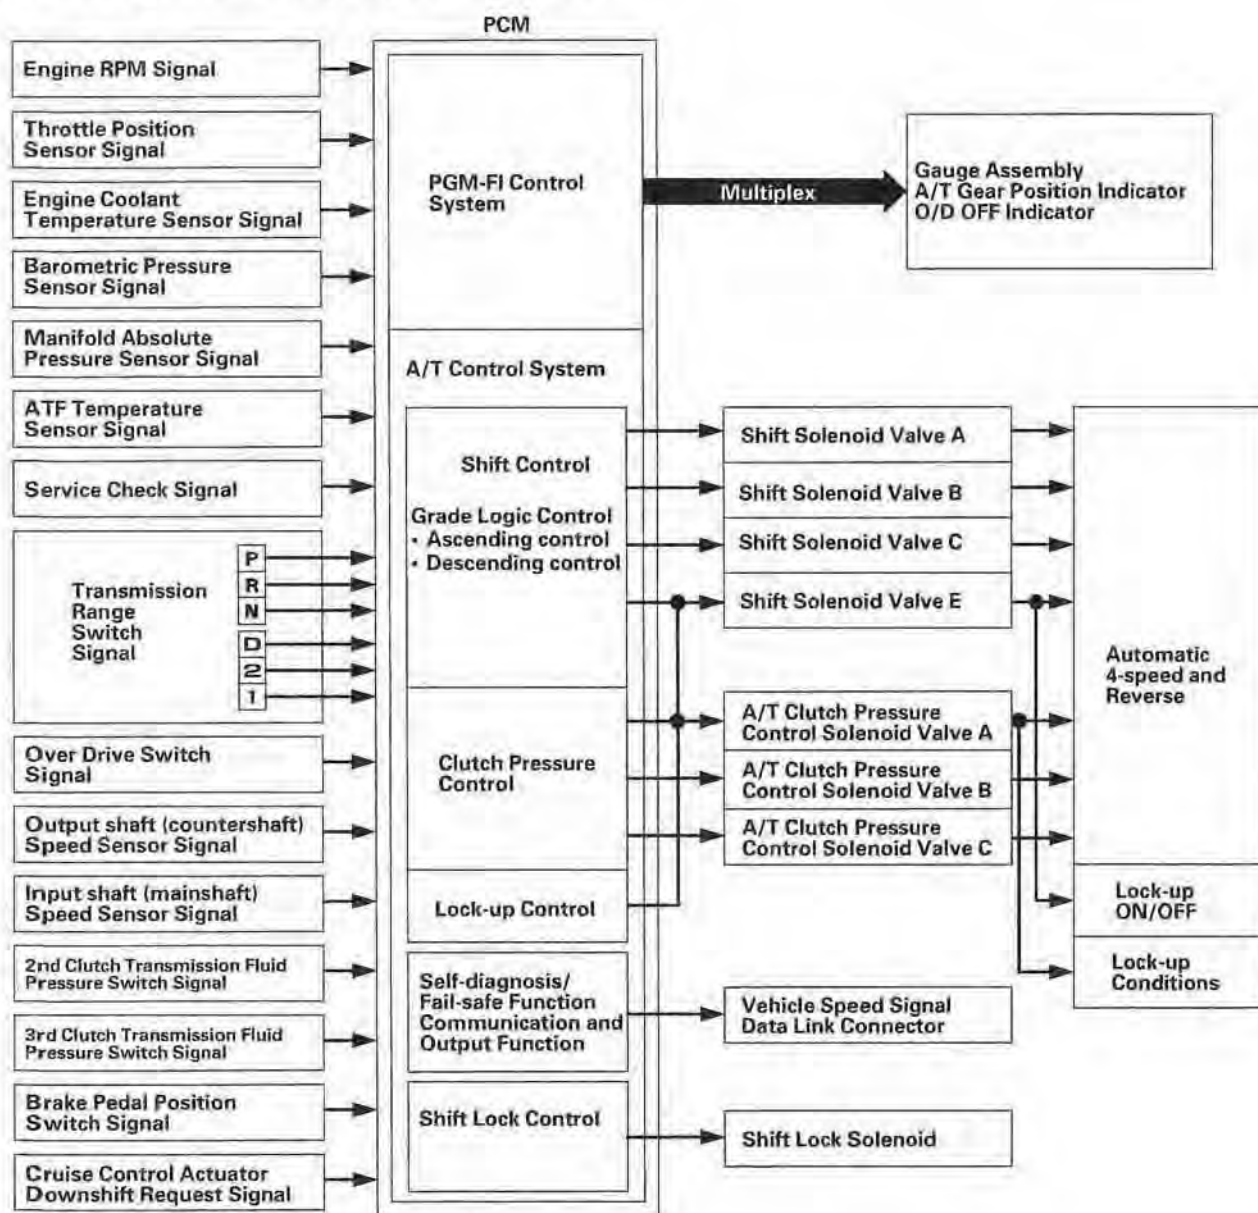 PCM
Engine RPM Signal
Throttle Position
Sensor Signal
Engine Coolant
Temperature Sensor Signal
Barometric Pressure
Sensor Signal
Manifold Absolute
Pressure Sensor Signal
ATF Temperature
Sensor Signal
Service Check Signal
Transmission
Range
Switch
Signal
P
R
N
D
2
1
Over Drive Switch
Signal
Output shaft (countershaft)
Speed Sensor Signal
Input shaft (mainshaft)
Speed Sensor Signal
2nd Clutch Transmission Fluid
Pressure Switch Signal
3rd Clutch Transmission Fluid
Pressure Switch Signal
Brake Pedal Position
Switch Signal
Cruise Control Actuator
Downshift Request Signal
PGM-FI Control
System
A/T Control System
Shift Control
Grade Logic Control
• Ascending control
• Descending control
Clutch Pressure
Control
Lock-up Control
Self-diagnosis/
Fail-safe Function
Communication and
Output Function
Shift Lock Control
Multiplex
Gauge Assembly
A/T Gear Position Indicator
O/D OFF Indicator
Shift Solenoid Valve A
Shift Solenoid Valve B
Shift Solenoid Valve C
Shift Solenoid Valve E
A/T Clutch Pressure
Control Solenoid Valve A
A/T Clutch Pressure
Control Solenoid Valve B
A/T Clutch Pressure
Control Solenoid Valve C
Vehicle Speed Signal
Data Link Connector
Shift Lock Solenoid
Automatic
4-speed and
Reverse
Lock-up
ON/OFF
Lock-up
Conditions